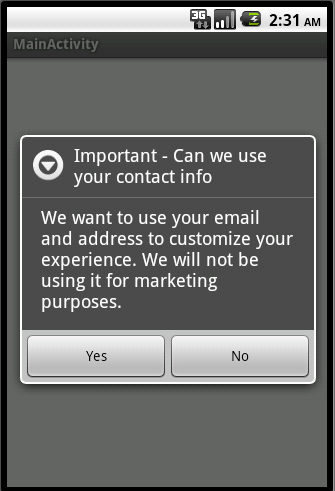 3G 2:31 AM
MainActivity
Important - Can we use
your contact info
We want to use your email
and address to customize your
experience. We will not be
using it for marketing
purposes.
Yes No